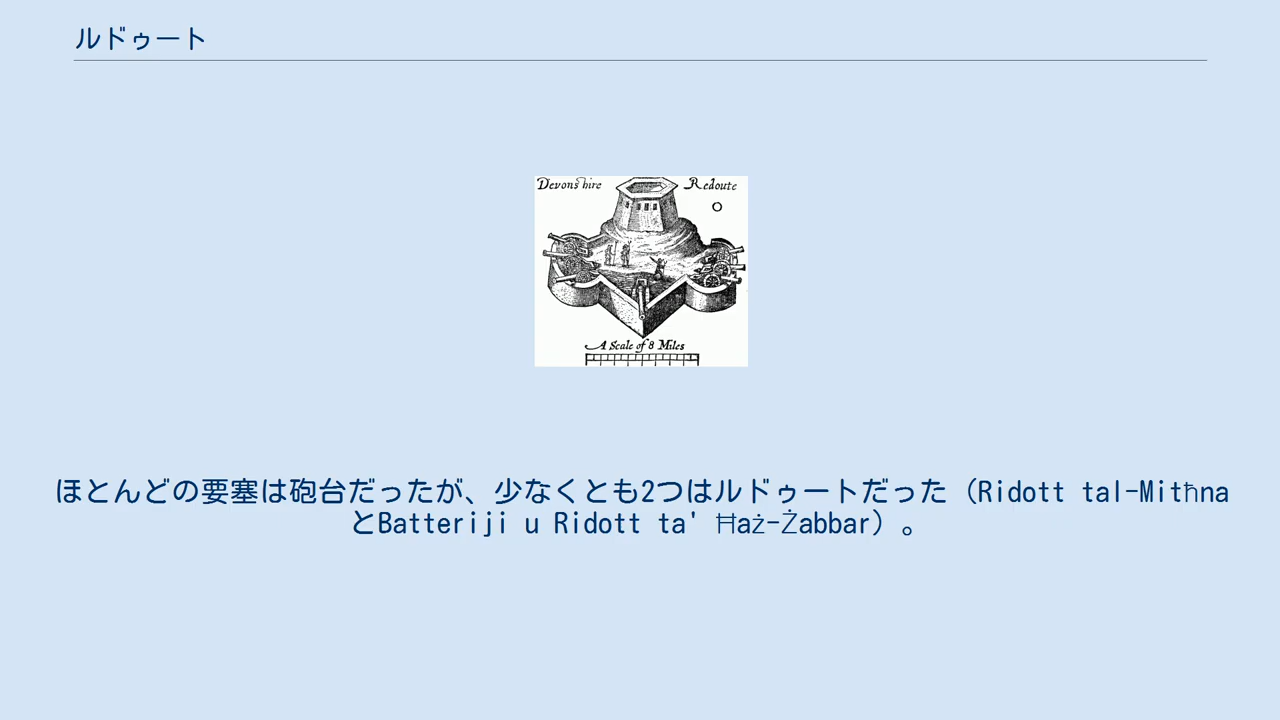 ルドゥート
Devonshire Redoute
A Scale of 8 Miles
ほとんどの要塞は砲台だったが、少なくとも2つはルドゥートだった（Ridott tal-Mitħna
とBatteriji u Ridott ta' Ħaż-Żabbar）。